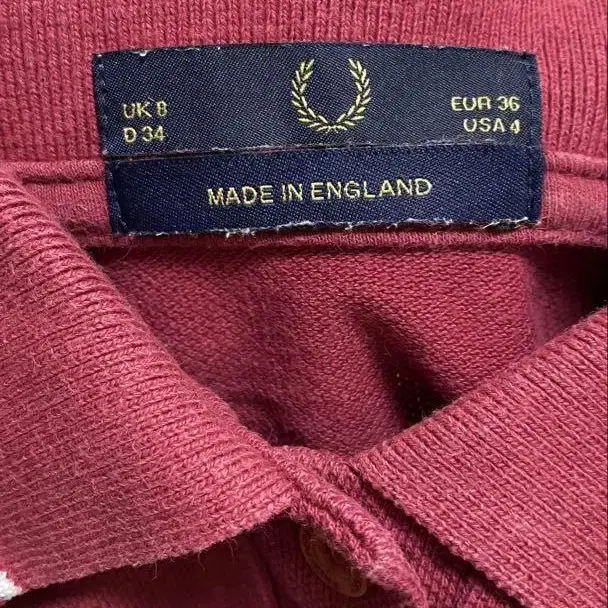 UK 8
EUR 36
D 34
USA 4
MADE IN ENGLAND